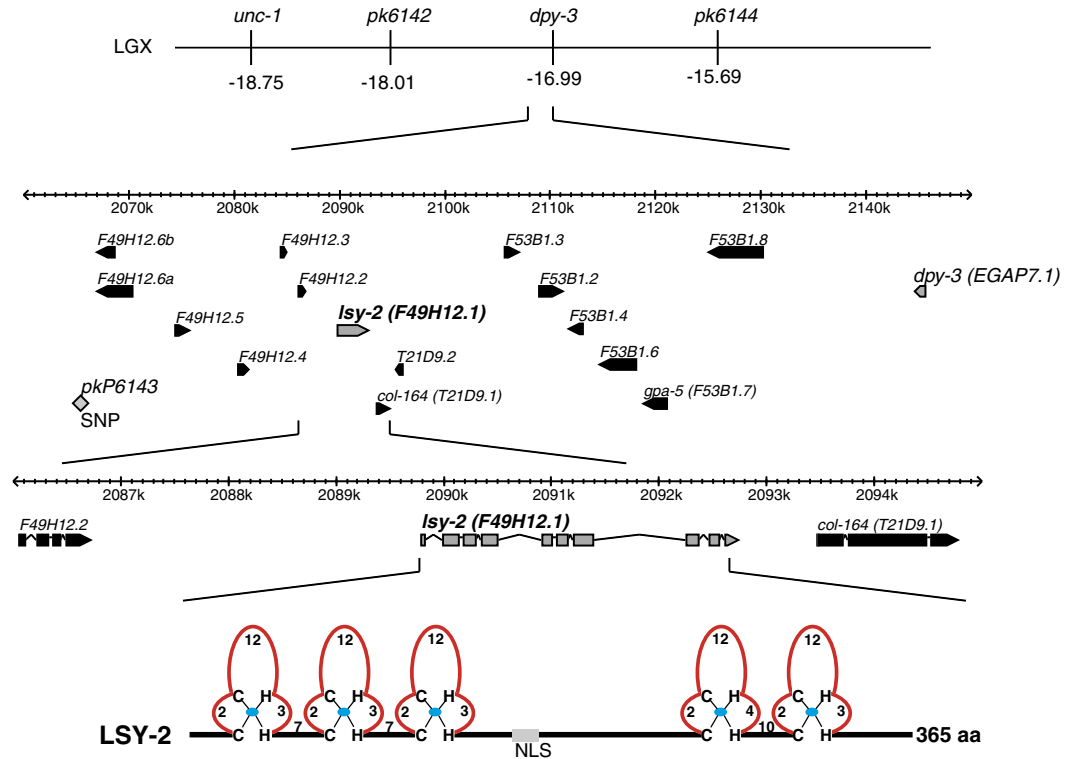 unc-1 pk6142 dpy-3 pk6144
LGX
-18.75 -18.01 -16.99 -15.69
2070k 2080k 2090k 2100k 2110k 2120k 2130k 2140k
F49H12.6b F49H12.3 F53B1.3 F53B1.8
F49H12.6a F49H12.2 F53B1.2 dpy-3 (EGAP7.1)
F49H12.5 lsy-2 (F49H12.1) F53B1.4
F49H12.4 T21D9.2 F53B1.6
pkP6143 col-164 (T21D9.1) gpa-5 (F53B1.7)
SNP
2087k 2088k 2089k 2090k 2091k 2092k 2093k 2094k
F49H12.2 lsy-2 (F49H12.1) col-164 (T21D9.1)
12 12 12 12 12
C H C H C H C H C H
2 3 2 3 2 3 2 4 2 3
7 7 10
C H C H C H C H C H
LSY-2 365 aa
NLS